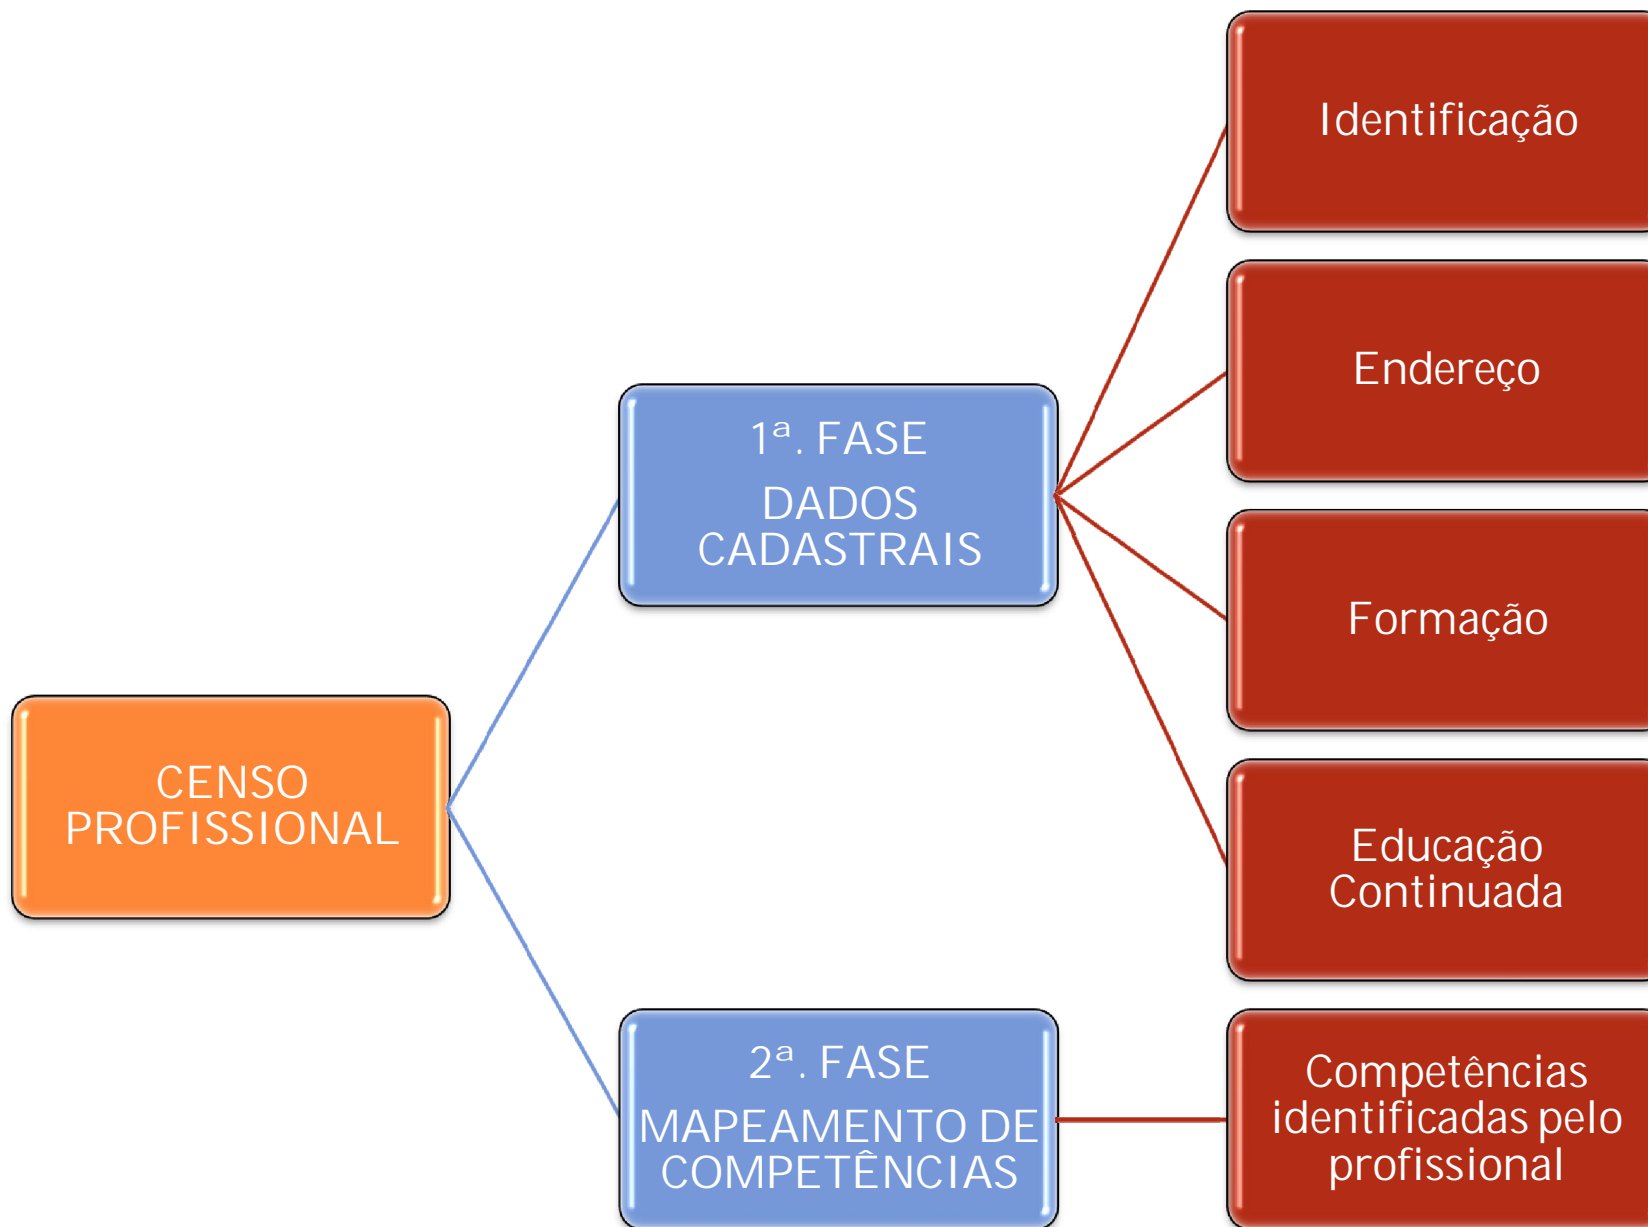 Identificação
Endereço
1ª. FASE
DADOS
CADASTRAIS
Formação
CENSO
PROFISSIONAL
Educação
Continuada
2ª. FASE
MAPEAMENTO DE
COMPETÊNCIAS
Competências
identificadas pelo
profissional